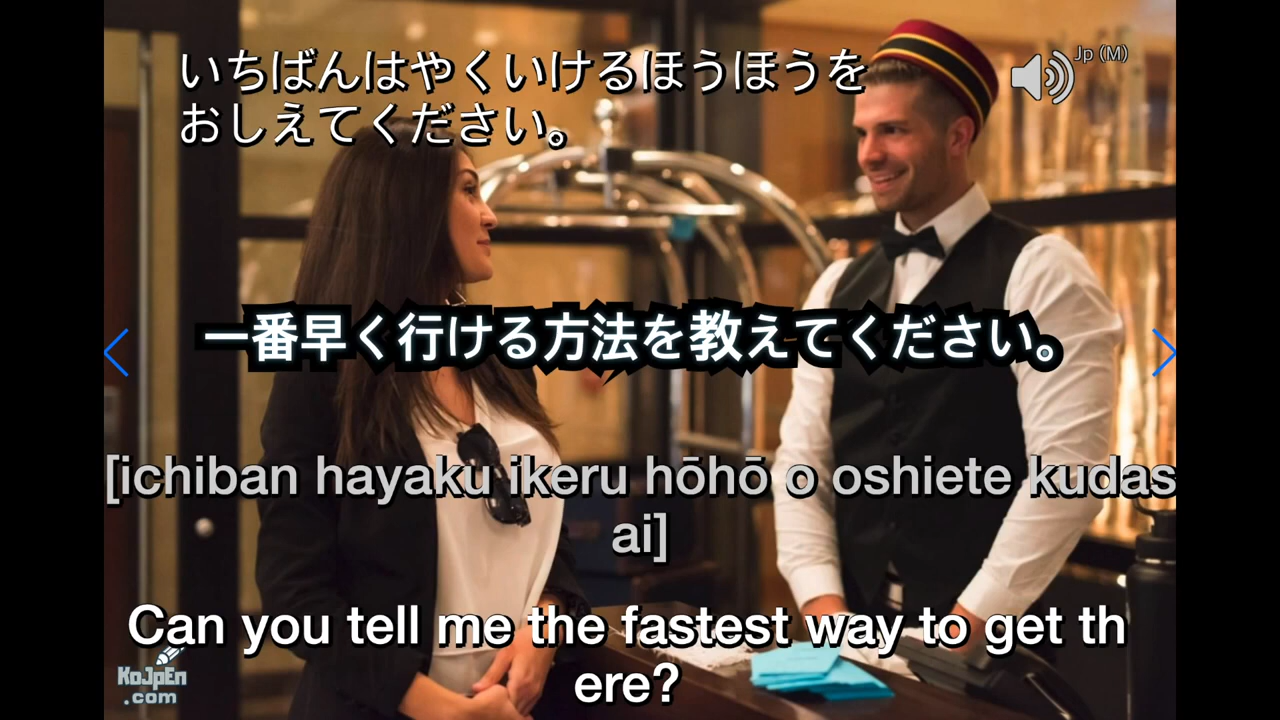 いちばんはやくいけるほうほうを
おしえてください。
Jp (M)
一番早く行ける方法を教えてください。
[ichiban hayaku ikeru hōhō o oshiete kudas
ai]
Can you tell me the fastest way to get th
ere?
KoJpEn
.com